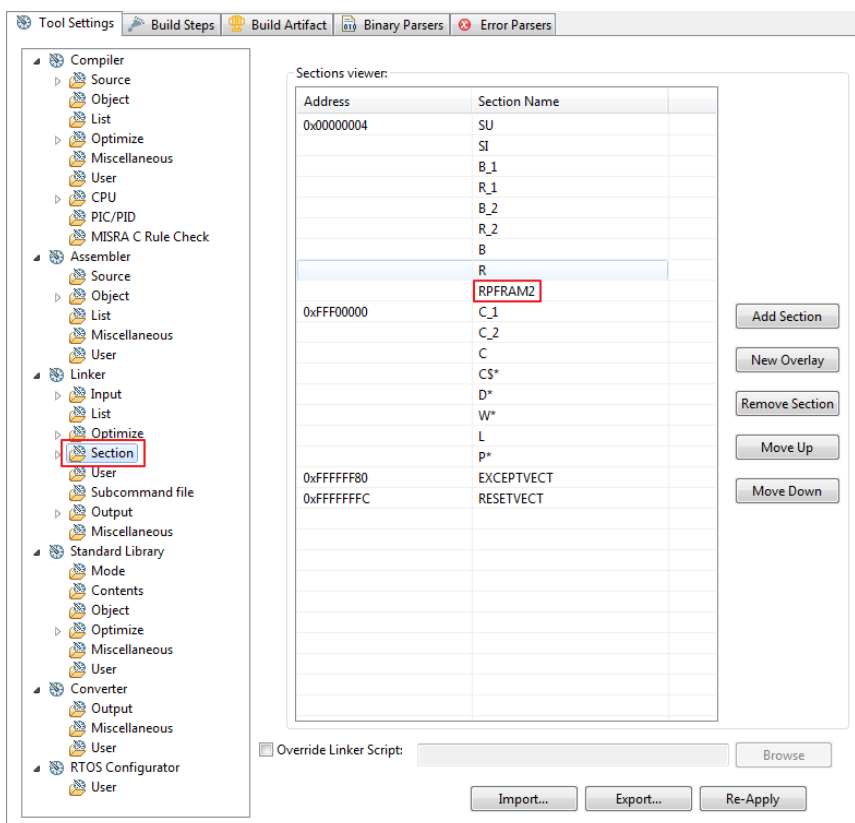 Tool Settings Build Steps Build Artifact Binary Parsers Error Parsers
Compiler
Source
Object
List
Optimize
Miscellaneous
User
CPU
PIC/PID
MISRA C Rule Check
Assembler
Source
Object
List
Miscellaneous
User
Linker
Input
List
Optimize
Section
User
Subcommand file
Output
Miscellaneous
Standard Library
Mode
Contents
Object
Optimize
Miscellaneous
User
Converter
Output
Miscellaneous
User
RTOS Configurator
User
Sections viewer:
Address Section Name
0x00000004 SU
SI
B_1
R_1
B_2
R_2
B
R
RPFRAM2
0xFFF00000 C_1
C_2
C
C$*
D*
W*
L
P*
0xFFFFFF80 EXCEPTVECT
0xFFFFFFFC RESETVECT
Add Section
New Overlay
Remove Section
Move Up
Move Down
Override Linker Script: Browse
Import... Export... Re-Apply